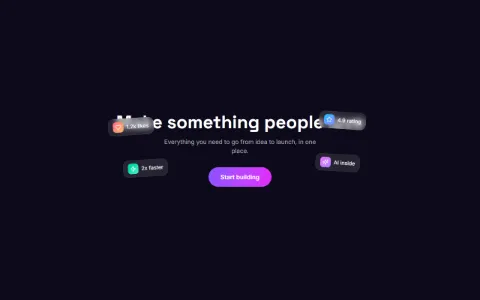 something people
1.2k likes
4.9 rating
Everything you need to go from idea to launch, in one
place.
2x faster
AI inside
Start building